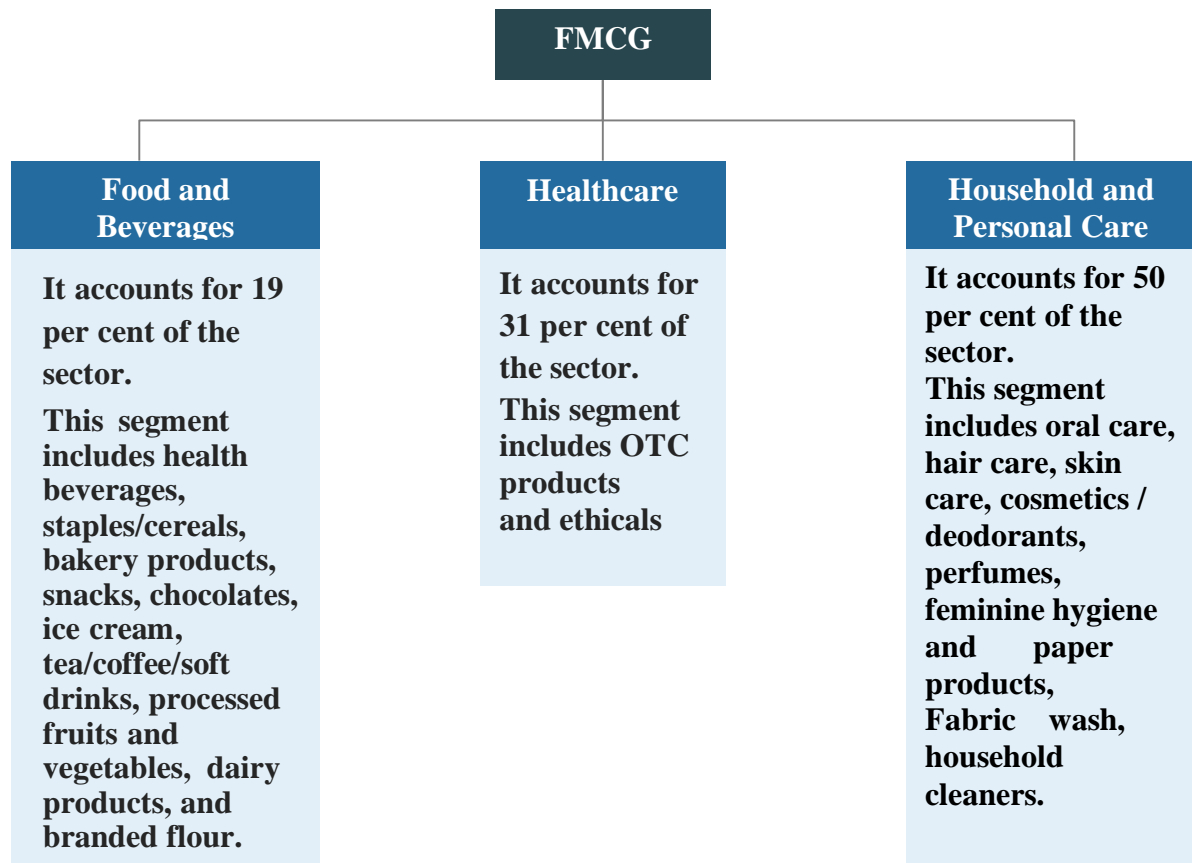 FMCG
Food and
Beverages
It accounts for 19
per cent of the
sector.
This segment
includes health
beverages,
staples/cereals,
bakery products,
snacks, chocolates,
ice cream,
tea/coffee/soft
drinks, processed
fruits and
vegetables, dairy
products, and
branded flour.
Healthcare
It accounts for
31 per cent of
the sector.
This segment
includes OTC
products
and ethicals
Household and
Personal Care
It accounts for 50
per cent of the
sector.
This segment
includes oral care,
hair care, skin
care, cosmetics /
deodorants,
perfumes,
feminine hygiene
and paper
products,
Fabric wash,
household
cleaners.